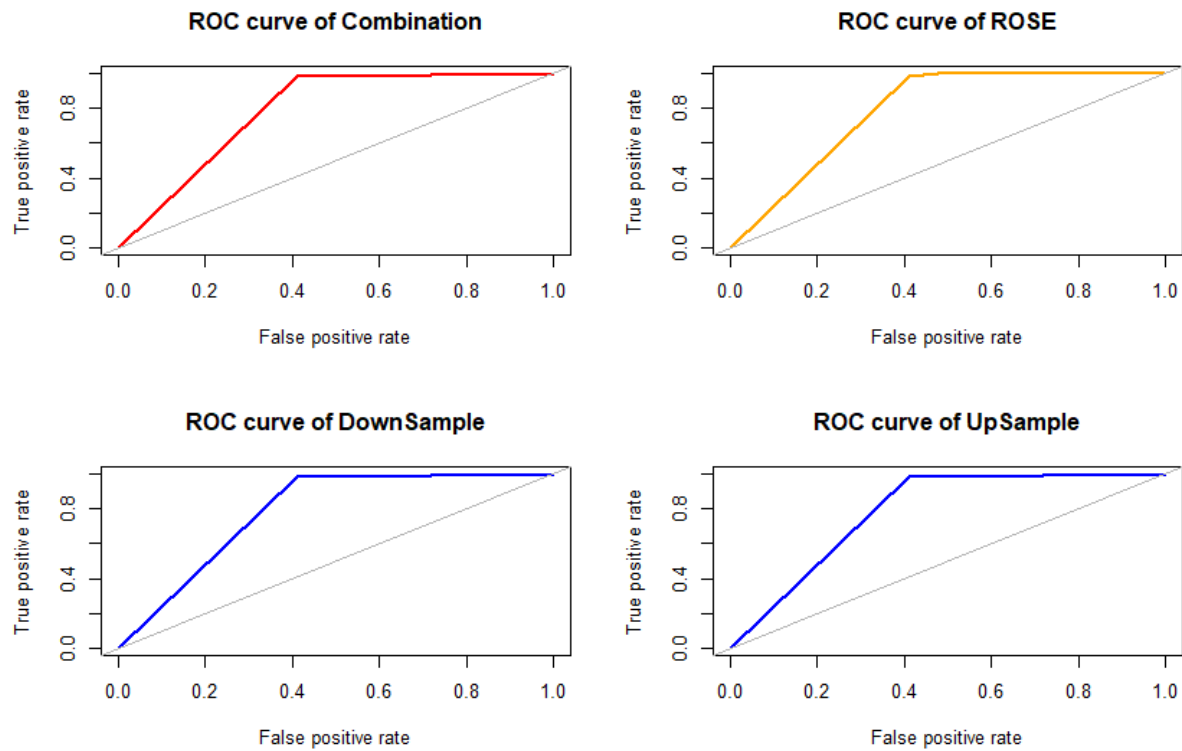 ROC curve of Combination
True positive rate
0.8
0.4
0.0
0.0 0.2 0.4 0.6 0.8 1.0
False positive rate
ROC curve of ROSE
True positive rate
0.8
0.4
0.0
0.0 0.2 0.4 0.6 0.8 1.0
False positive rate
ROC curve of DownSample
True positive rate
0.8
0.4
0.0
0.0 0.2 0.4 0.6 0.8 1.0
False positive rate
ROC curve of UpSample
True positive rate
0.8
0.4
0.0
0.0 0.2 0.4 0.6 0.8 1.0
False positive rate